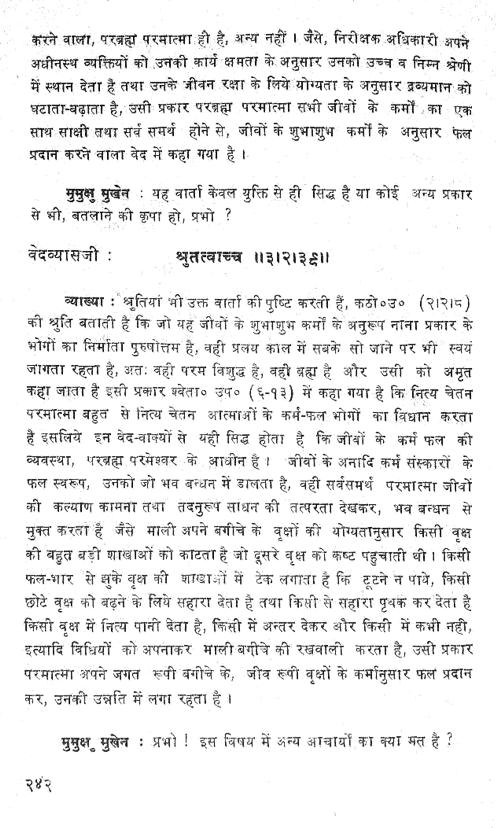 करने वाला, परब्रह्म परमात्मा ही है, अन्य नहीं । जैसे, निरीक्षक अधिकारी अपने
अधीनस्थ व्यक्तियों को उनकी कार्य क्षमता के अनुसार उनको उच्च व निम्न श्रेणी
में स्थान देता है तथा उनके जीवन रक्षा के लिये योग्यता के अनुसार द्रव्यमान को
घटाता-बढ़ाता है, उसी प्रकार परब्रह्म परमात्मा सभी जीवों के कर्मों का एक
साथ साक्षी तथा सर्व समर्थ होने से, जीवों के शुभाशुभ कर्मों के अनुसार फल
प्रदान करने वाला वेद में कहा गया है ।
मुमुक्षु मुखेन : यह वार्ता केवल युक्ति से ही सिद्ध है या कोई अन्य प्रकार
से भी, बतलाने की कृपा हो, प्रभो ?
वेदव्यासजी : श्रुतत्वाच्च ॥३।२।३९॥
व्याख्या : श्रुतियां भी उक्त वार्ता की पुष्टि करती हैं, कठो०उ० (२।२।८)
की श्रुति बताती है कि जो यह जीवों के शुभाशुभ कर्मों के अनुरूप नाना प्रकार के
भोगों का निर्माता पुरुषोत्तम है, वही प्रलय काल में सबके सो जाने पर भी स्वयं
जागता रहता है, अतः वही परम विशुद्ध है, वही ब्रह्म है और उसी को अमृत
कहा जाता है इसी प्रकार श्वेता० उप० (६-१३) में कहा गया है कि नित्य चेतन
परमात्मा बहुत से नित्य चेतन आत्माओं के कर्म-फल भोगों का विधान करता
है इसलिये इन वेद-वाक्यों से यही सिद्ध होता है कि जीवों के कर्म फल की
व्यवस्था, परब्रह्म परमेश्वर के आधीन है । जीवों के अनादि कर्म संस्कारों के
फल स्वरूप, उनको जो भव बन्धन में डालता है, वही सर्वसमर्थ परमात्मा जीवों
की कल्याण कामना तथा तदनुरूप साधन की तत्परता देखकर, भव बन्धन से
मुक्त करता है जैसे माली अपने बगीचे के वृक्षों की योग्यतानुसार किसी वृक्ष
की बहुत बड़ी शाखाओं को काटता है जो दूसरे वृक्ष को कष्ट पहुचाती थी । किसी
फल-भार से झुके वृक्ष की शाखाओं में टेक लगाता है कि टूटने न पाये, किसी
छोटे वृक्ष को बढ़ने के लिये सहारा देता है तथा किसी से सहारा पृथक कर देता है
किसी वृक्ष में नित्य पानी देता है, किसी में अन्तर देकर और किसी में कभी नही,
इत्यादि विधियों को अपनाकर माली बगीचे की रखवाली करता है, उसी प्रकार
परमात्मा अपने जगत रूपी बगीचे के, जीव रूपी वृक्षों के कर्मानुसार फल प्रदान
कर, उनकी उन्नति में लगा रहता है ।
मुमुक्षु मुखेन : प्रभो ! इस विषय में अन्य आचार्यों का क्या मत है ?
२४२